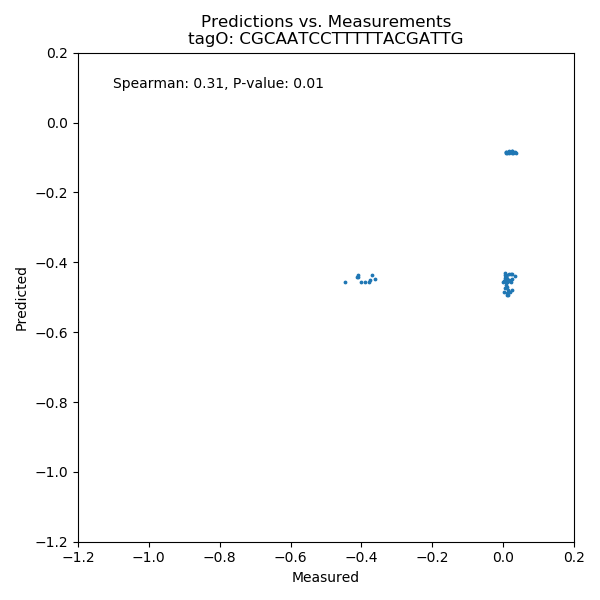 Predictions vs. Measurements
tagO: CGCAATCCTTTTTACGATTG
Spearman: 0.31, P-value: 0.01
0.2
0.0
−0.2
−0.4
−0.6
−0.8
−1.0
−1.2
Predicted
−1.2 −1.0 −0.8 −0.6 −0.4 −0.2 0.0 0.2
Measured